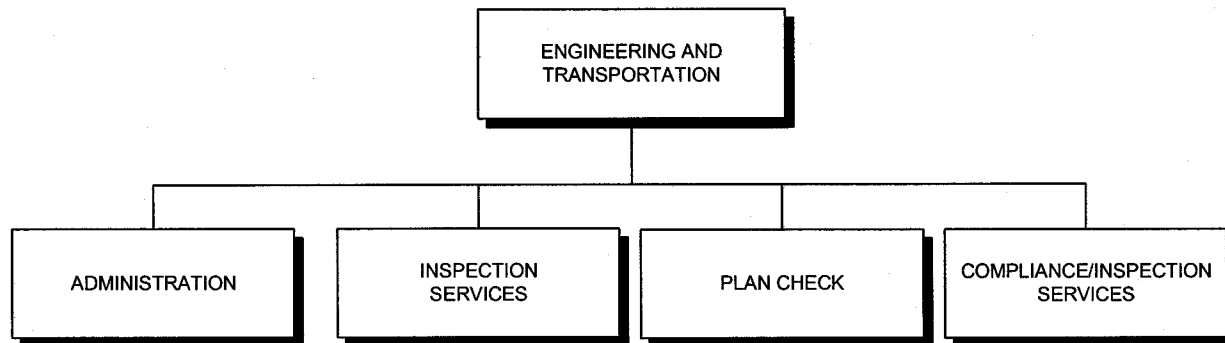 ENGINEERING AND
TRANSPORTATION
ADMINISTRATION
INSPECTION
SERVICES
PLAN CHECK
COMPLIANCE/INSPECTION
SERVICES